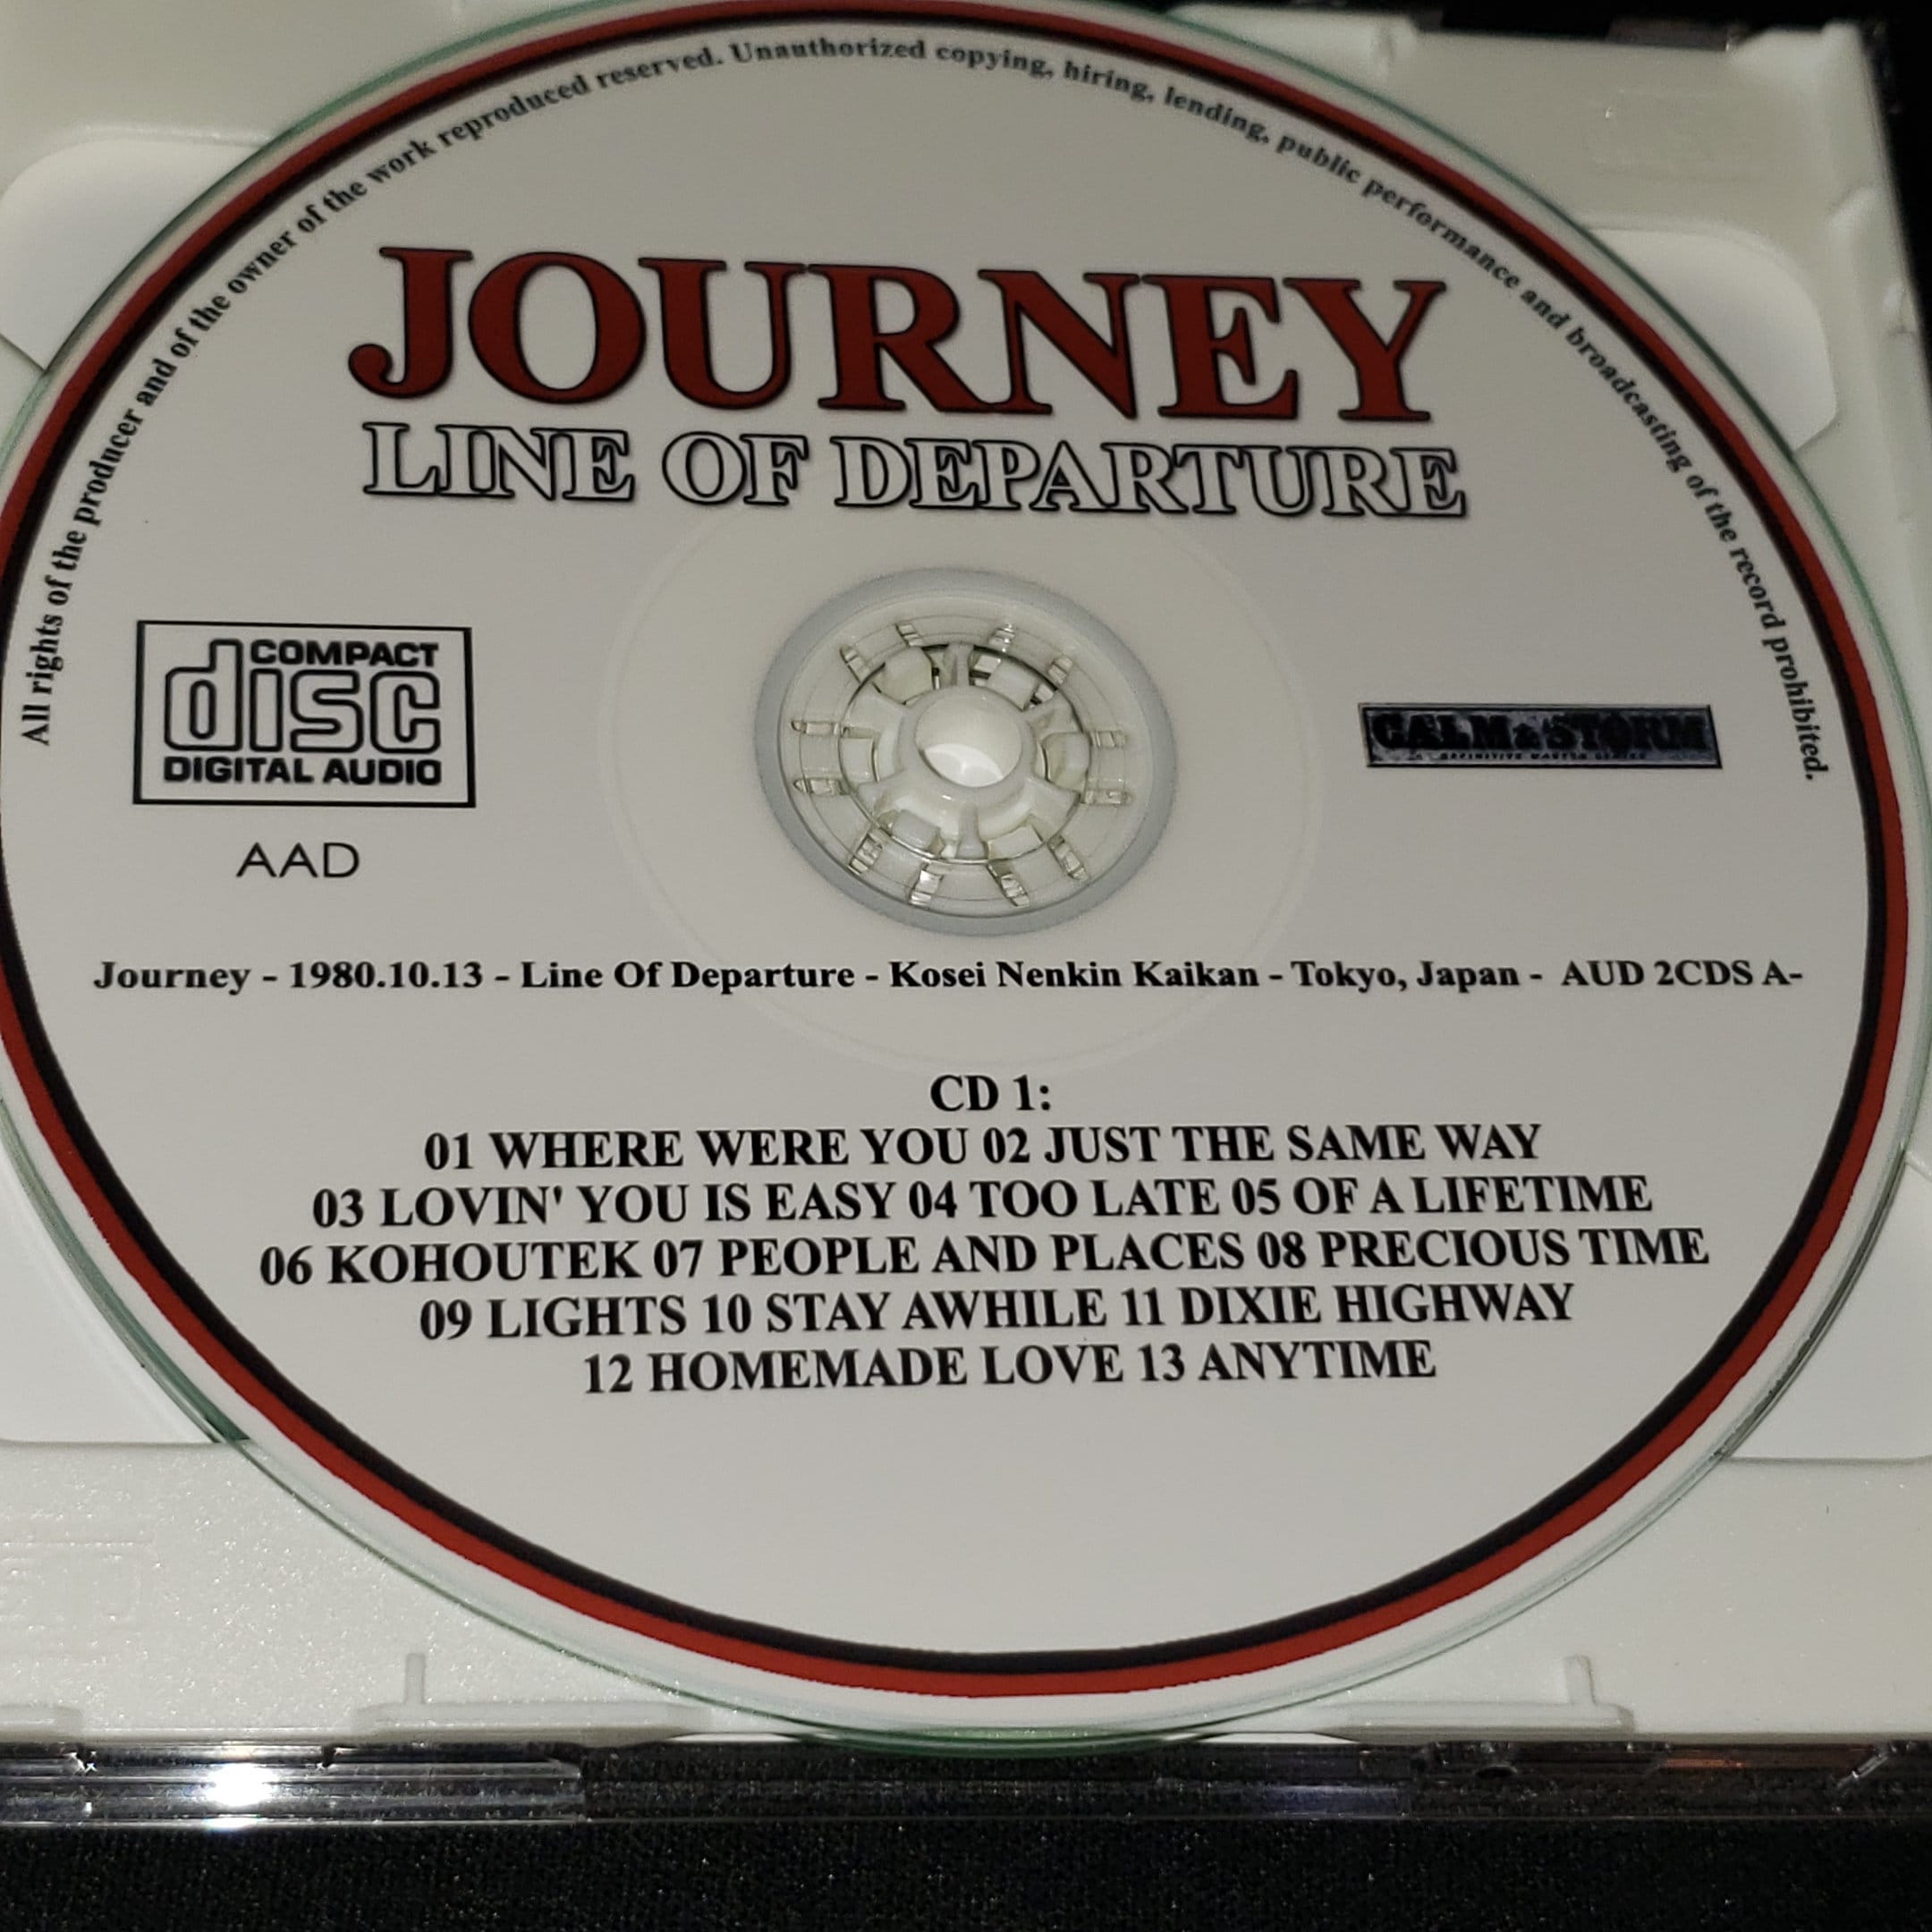 All rights of the producer and of the owner of the work reproduced reserved. Unauthorized copying, hiring, lending, public performance and broadcasting of the record prohibited.
JOURNEY
LINE OF DEPARTURE
COMPACT
disc
DIGITAL AUDIO
CALM & STORM
DEFINITIVE MASTER SERIES
AAD
Journey - 1980.10.13 - Line Of Departure - Kosei Nenkin Kaikan - Tokyo, Japan - AUD 2CDS A-
CD 1:
01 WHERE WERE YOU 02 JUST THE SAME WAY
03 LOVIN' YOU IS EASY 04 TOO LATE 05 OF A LIFETIME
06 KOHOUTEK 07 PEOPLE AND PLACES 08 PRECIOUS TIME
09 LIGHTS 10 STAY AWHILE 11 DIXIE HIGHWAY
12 HOMEMADE LOVE 13 ANYTIME